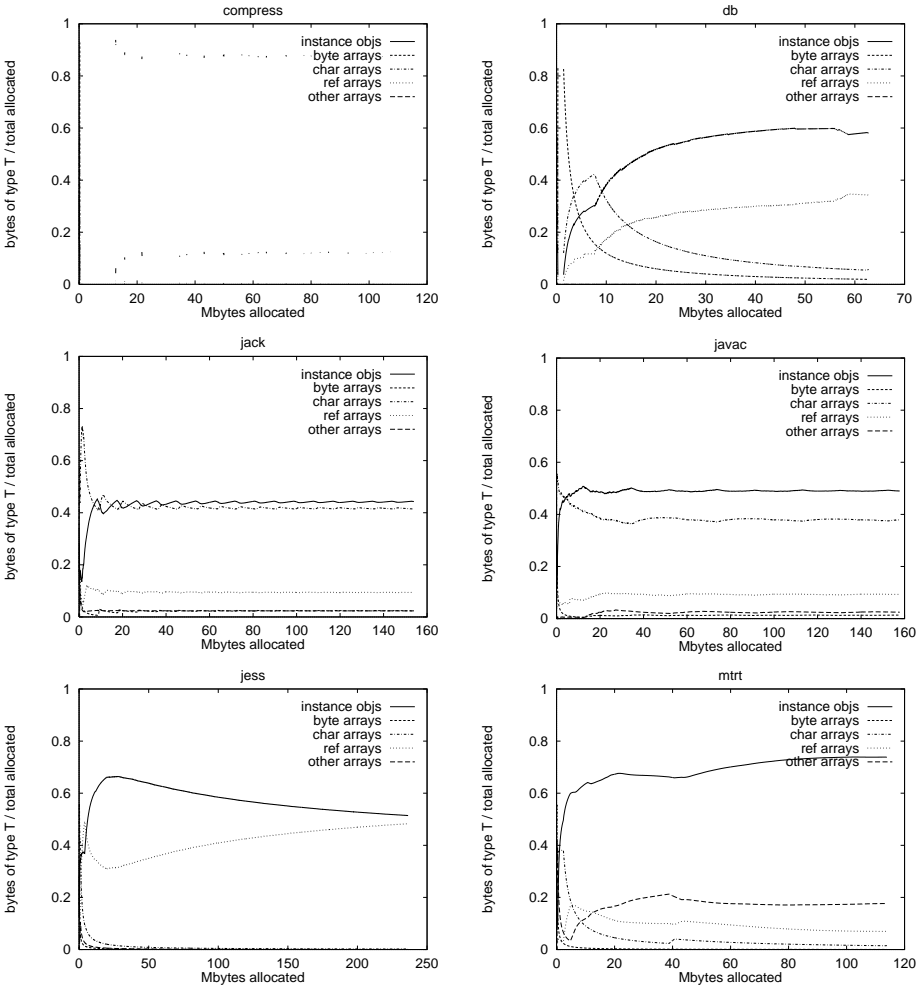 compress
bytes of type T / total allocated
1
0.8
0.6
0.4
0.2
0
instance objs
byte arrays
char arrays
ref arrays
other arrays
0 20 40 60 80 100 120
Mbytes allocated
db
bytes of type T / total allocated
1
0.8
0.6
0.4
0.2
0
instance objs
byte arrays
char arrays
ref arrays
other arrays
0 10 20 30 40 50 60 70
Mbytes allocated
jack
bytes of type T / total allocated
1
0.8
0.6
0.4
0.2
0
instance objs
byte arrays
char arrays
ref arrays
other arrays
0 20 40 60 80 100 120 140 160
Mbytes allocated
javac
bytes of type T / total allocated
1
0.8
0.6
0.4
0.2
0
instance objs
byte arrays
char arrays
ref arrays
other arrays
0 20 40 60 80 100 120 140 160
Mbytes allocated
jess
bytes of type T / total allocated
1
0.8
0.6
0.4
0.2
0
instance objs
byte arrays
char arrays
ref arrays
other arrays
0 50 100 150 200 250
Mbytes allocated
mtrt
bytes of type T / total allocated
1
0.8
0.6
0.4
0.2
0
instance objs
byte arrays
char arrays
ref arrays
other arrays
0 20 40 60 80 100 120
Mbytes allocated